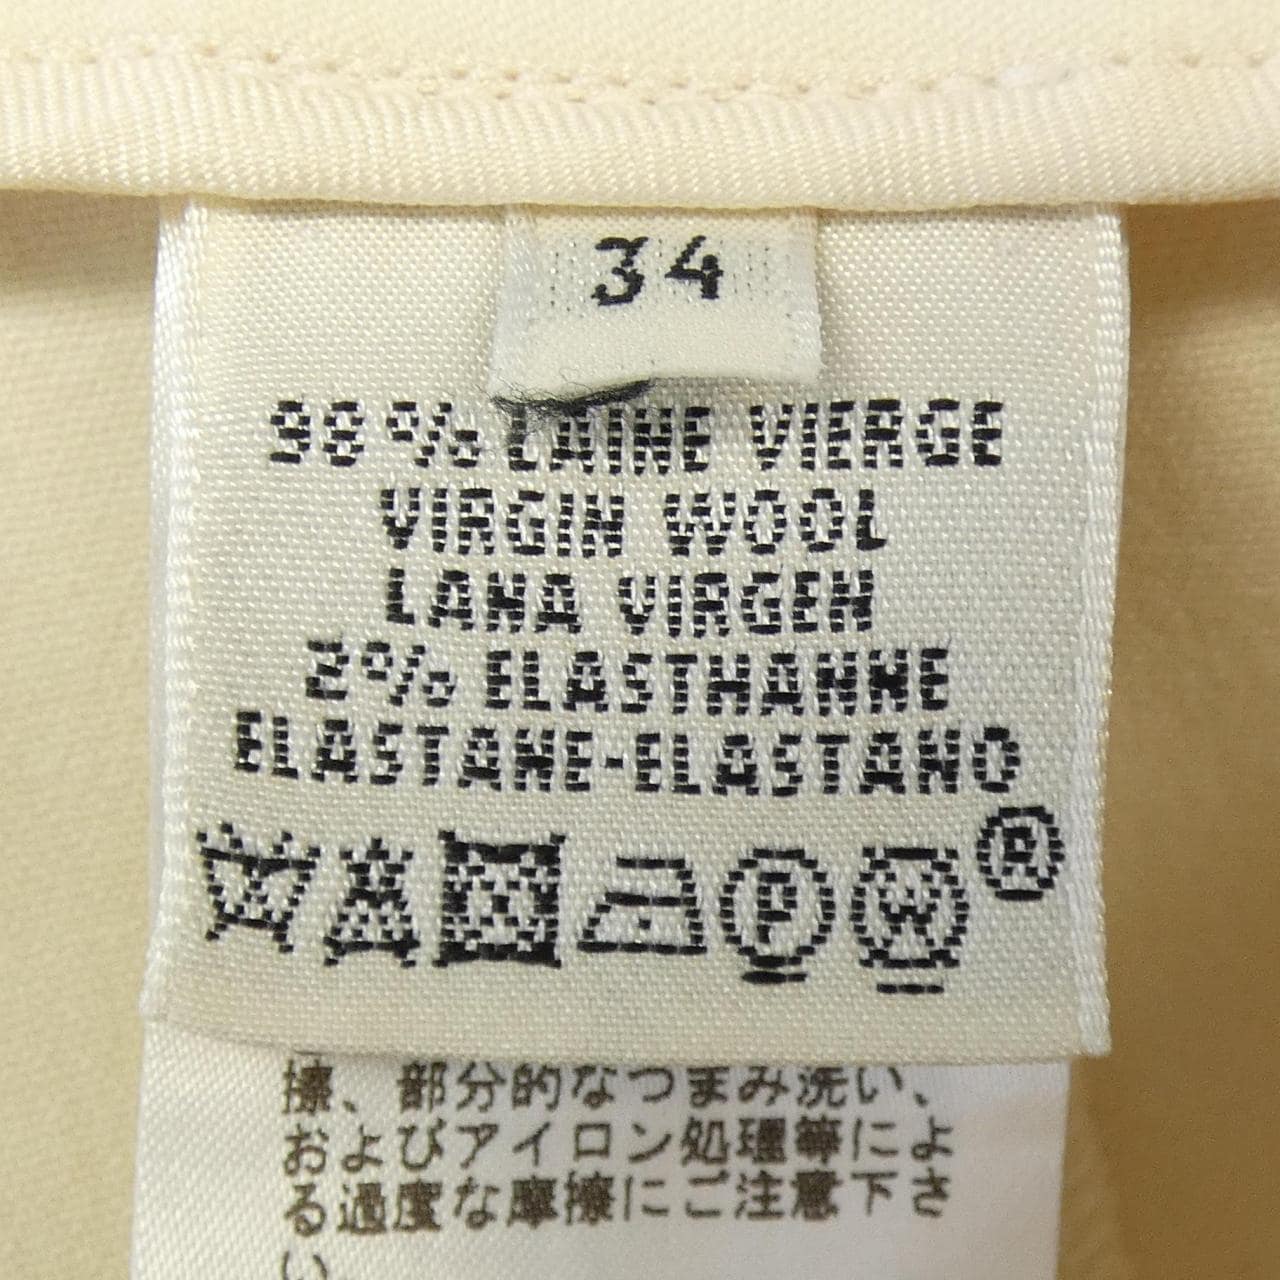 34
98% LAINE VIERGE
VIRGIN WOOL
LANA VIRGEN
2% ELASTHANNE
ELASTANE-ELASTANO
P W ®
擦、部分的なつまみ洗い、
およびアイロン処理等によ
る過度な摩擦にご注意下さ
い